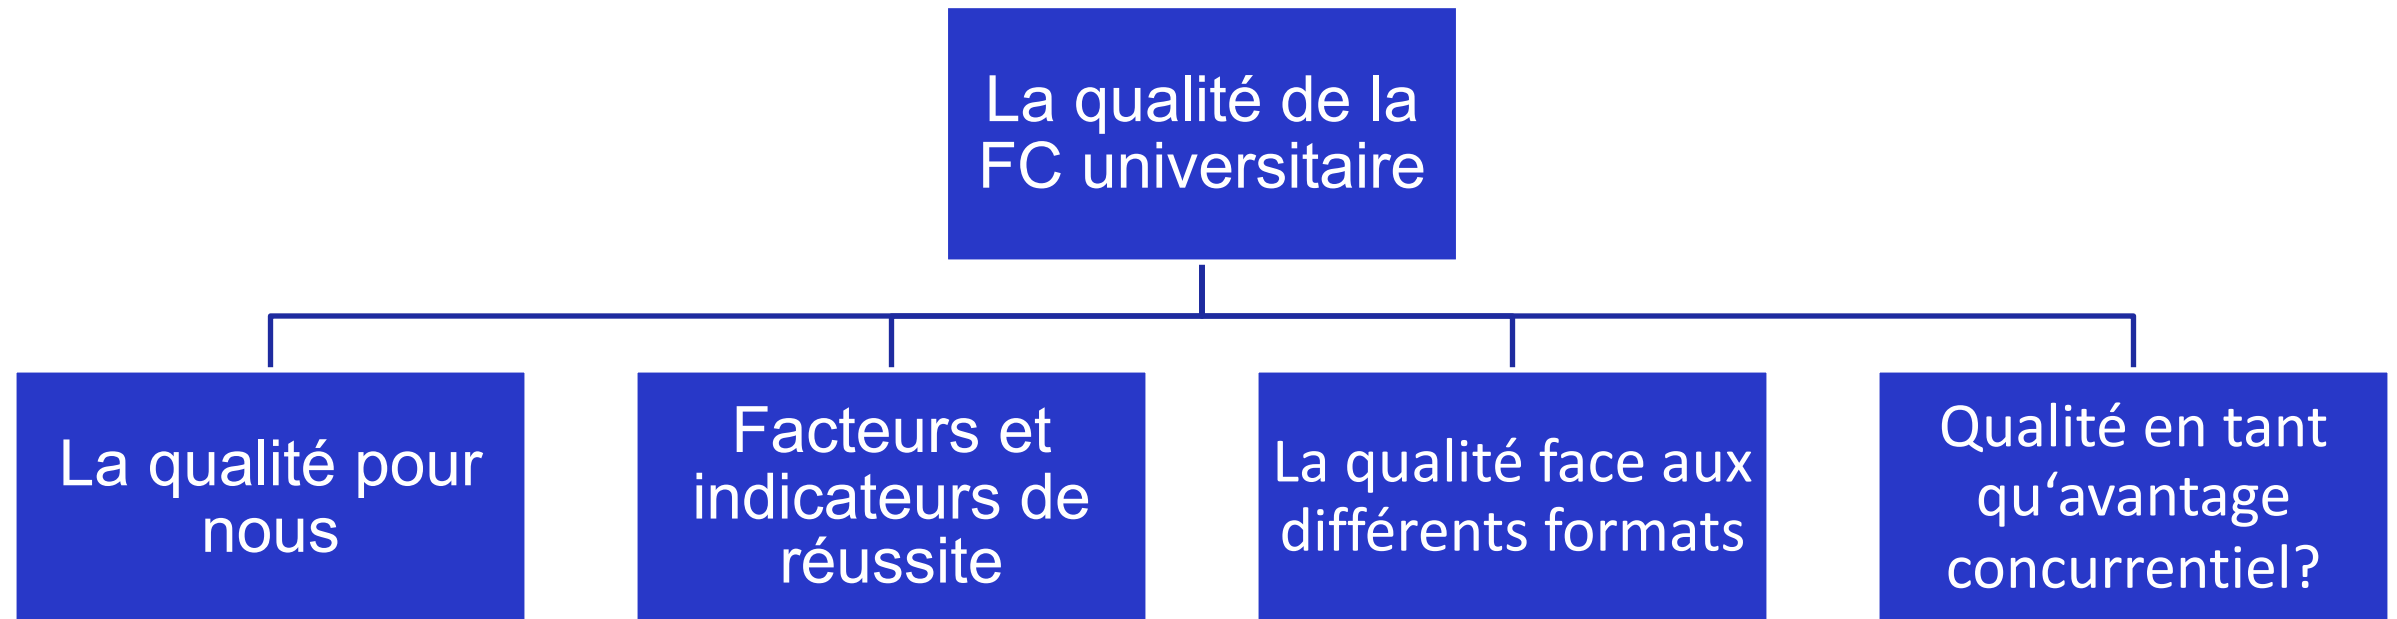 La qualité de la
FC universitaire
La qualité pour
nous
Facteurs et
indicateurs de
réussite
La qualité face aux
différents formats
Qualité en tant
qu‘avantage
concurrentiel?